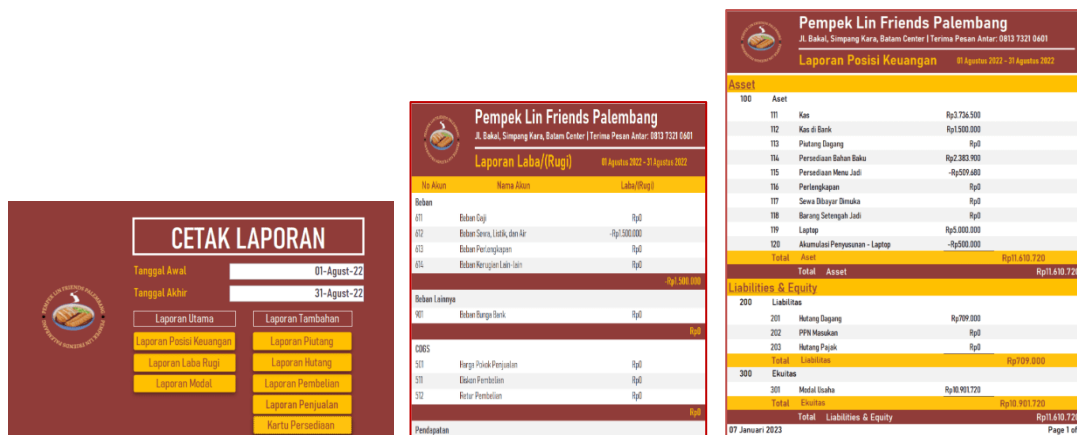 CETAK LAPORAN
Tanggal Awal 01-Agust-22
Tanggal Akhir 31-Agust-22
Laporan Utama Laporan Tambahan
Laporan Posisi Keuangan Laporan Piutang
Laporan Laba Rugi Laporan Hutang
Laporan Modal Laporan Pembelian
Laporan Penjualan
Kartu Persediaan
Pempek Lin Friends Palembang
Jl. Bakal, Simpang Kara, Batam Center | Terima Pesan Antar: 0813 7321 0601
Laporan Laba/(Rugi) 01 Agustus 2022 - 31 Agustus 2022
No Akun Nama Akun Laba/(Rugi)
Beban
611 Beban Gaji Rp0
612 Beban Sewa, Listik, dan Air -Rp1.500.000
613 Beban Perlengkapan Rp0
614 Beban Kerugian Lain-lain Rp0
-Rp1.500.000
Beban Lainnya
901 Beban Bunga Bank Rp0
Rp0
COGS
501 Harga Pokok Penjualan Rp0
511 Diskon Pembelian Rp0
512 Retur Pembelian Rp0
Rp0
Pendapatan
Pempek Lin Friends Palembang
Jl. Bakal, Simpang Kara, Batam Center | Terima Pesan Antar: 0813 7321 0601
Laporan Posisi Keuangan 01 Agustus 2022 - 31 Agustus 2022
Asset
100 Aset
111 Kas Rp3.736.500
112 Kas di Bank Rp1.500.000
113 Piutang Dagang Rp0
114 Persediaan Bahan Baku Rp2.383.900
115 Persediaan Menu Jadi -Rp509.680
116 Perlengkapan Rp0
117 Sewa Dibayar Dimuka Rp0
118 Barang Setengah Jadi Rp0
119 Laptop Rp5.000.000
120 Akumulasi Penyusunan - Laptop -Rp500.000
Total Aset Rp11.610.720
Total Asset Rp11.610.720
Liabilities & Equity
200 Liabilitas
201 Hutang Dagang Rp709.000
202 PPN Masukan Rp0
203 Hutang Pajak Rp0
Total Liabilites Rp709.000
300 Ekuitas
301 Modal Usaha Rp10.901.720
Total Ekuitas Rp10.901.720
Total Liabilities & Equity Rp11.610.720
07 Januari 2023 Page 1 of